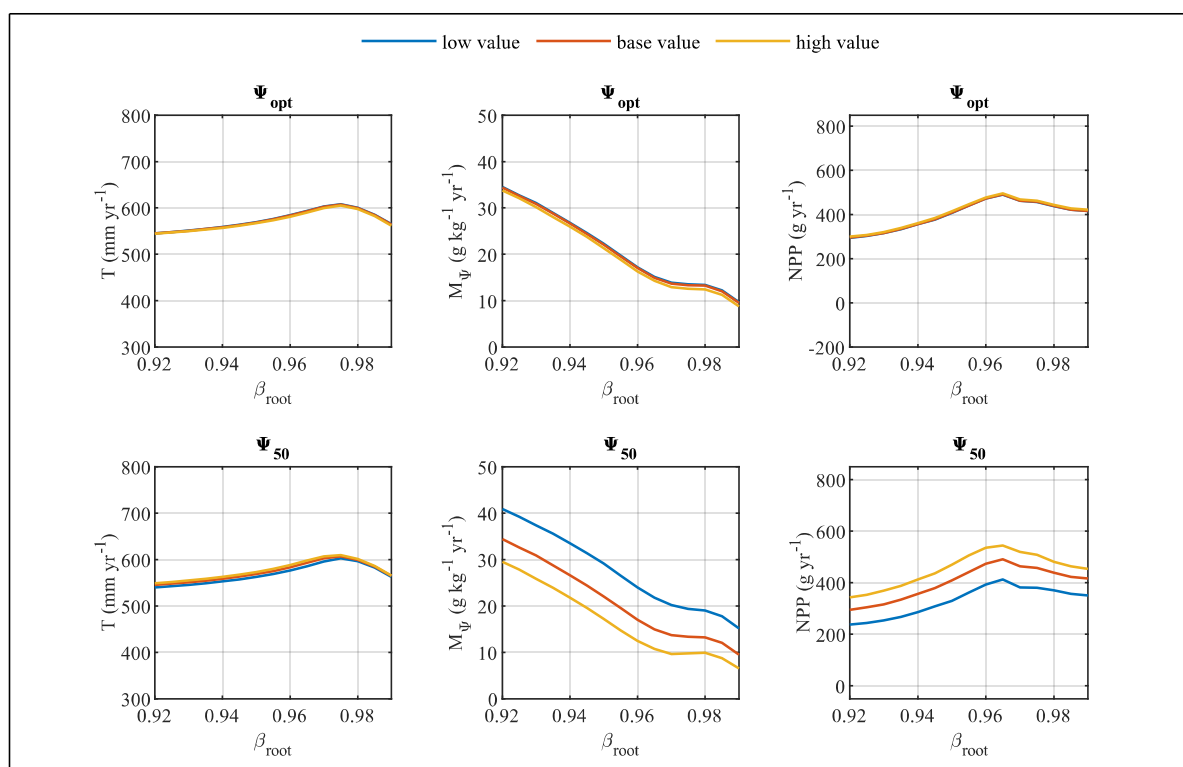 low value base value high value
Ψopt Ψopt Ψopt
800 50 800
700 40 600
600 30 400
500 20 200
400 10 0
300 0 -200
T (mm yr-1) MΨ (g kg-1 yr-1) NPP (g yr-1)
0.92 0.94 0.96 0.98 0.92 0.94 0.96 0.98 0.92 0.94 0.96 0.98
βroot βroot βroot
Ψ50 Ψ50 Ψ50
800 50 800
700 40 600
600 30 400
500 20 200
400 10 0
300 0
T (mm yr-1) MΨ (g kg-1 yr-1) NPP (g yr-1)
0.92 0.94 0.96 0.98 0.92 0.94 0.96 0.98 0.92 0.94 0.96 0.98
βroot βroot βroot